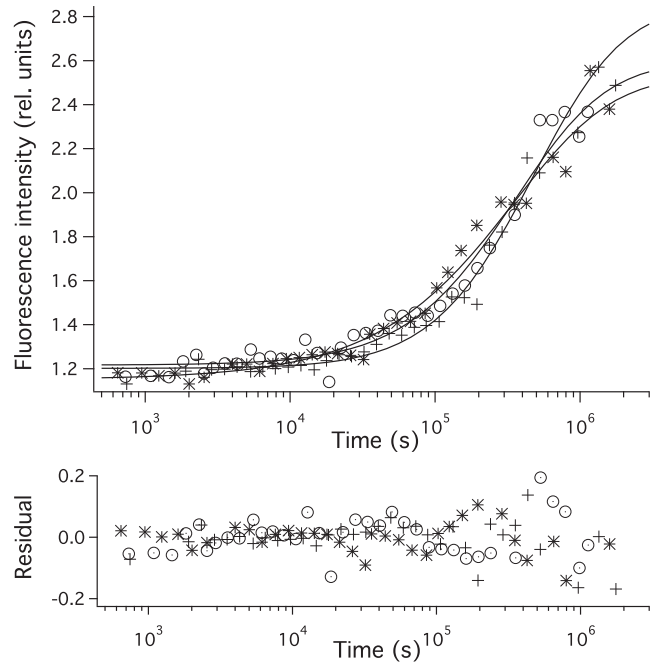 Fluorescence intensity (rel. units)
2.8
2.6
2.4
2.2
2.0
1.8
1.6
1.4
1.2
10³ 10⁴ 10⁵ 10⁶
Time (s)
Residual
0.2
0.0
-0.2
10³ 10⁴ 10⁵ 10⁶
Time (s)